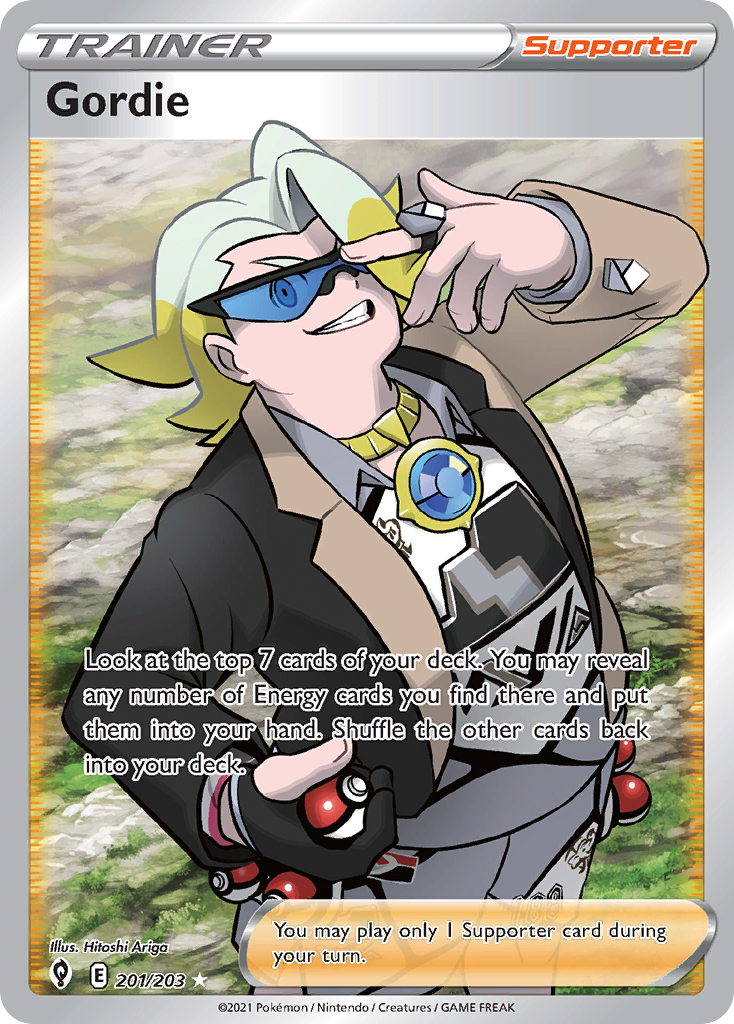 TRAINER
Supporter
Gordie
Look at the top 7 cards of your deck. You may reveal
any number of Energy cards you find there and put
them into your hand. Shuffle the other cards back
into your deck.
You may play only 1 Supporter card during
your turn.
Illus. Hitoshi Ariga
E 201/203 ★
©2021 Pokémon / Nintendo / Creatures / GAME FREAK